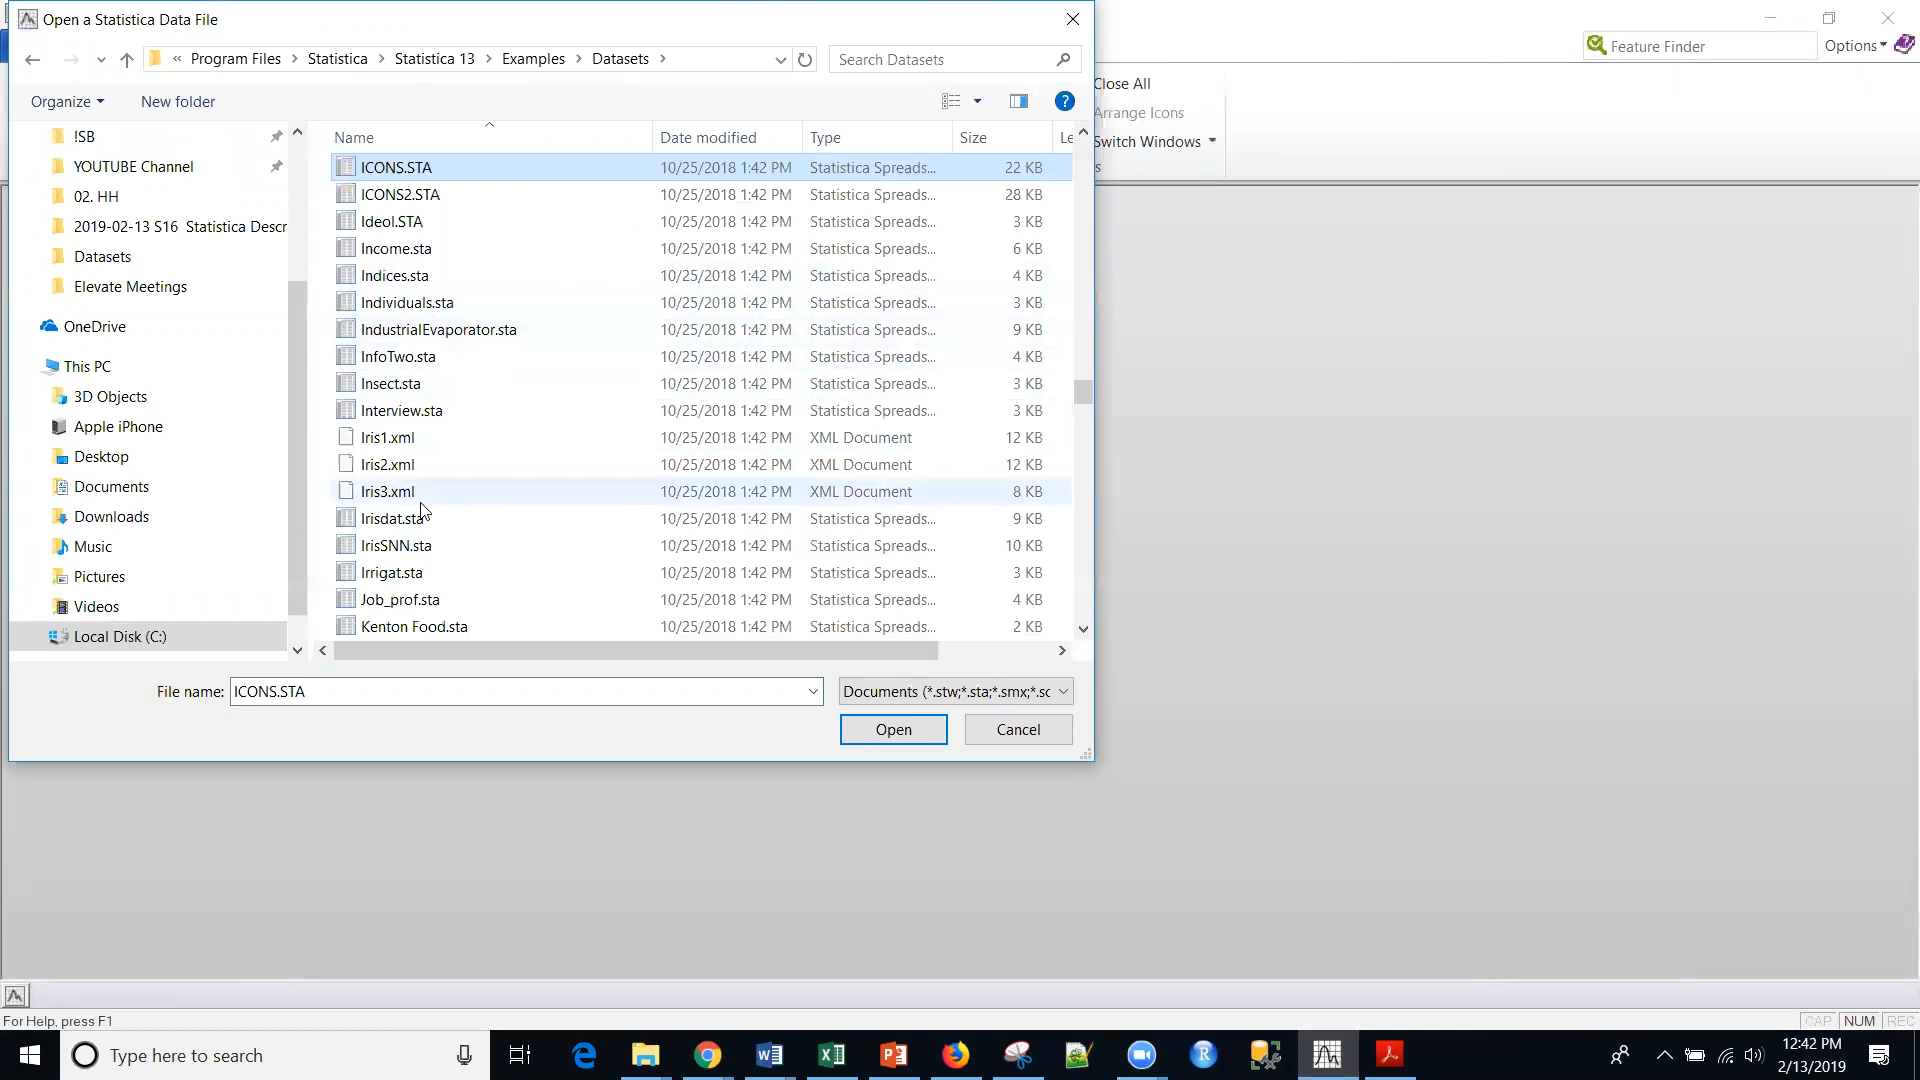 Open a Statistica Data File
« Program Files > Statistica > Statistica 13 > Examples > Datasets >
Search Datasets
Feature Finder
Options
Organize
New folder
?
Close All
Arrange Icons
Switch Windows
s
!SB
YOUTUBE Channel
02. HH
2019-02-13 S16 Statistica Descr
Datasets
Elevate Meetings
OneDrive
This PC
3D Objects
Apple iPhone
Desktop
Documents
Downloads
Music
Pictures
Videos
Local Disk (C:)
Name Date modified Type Size Le
ICONS.STA 10/25/2018 1:42 PM Statistica Spreads... 22 KB
ICONS2.STA 10/25/2018 1:42 PM Statistica Spreads... 28 KB
Ideol.STA 10/25/2018 1:42 PM Statistica Spreads... 3 KB
Income.sta 10/25/2018 1:42 PM Statistica Spreads... 6 KB
Indices.sta 10/25/2018 1:42 PM Statistica Spreads... 4 KB
Individuals.sta 10/25/2018 1:42 PM Statistica Spreads... 3 KB
IndustrialEvaporator.sta 10/25/2018 1:42 PM Statistica Spreads... 9 KB
InfoTwo.sta 10/25/2018 1:42 PM Statistica Spreads... 4 KB
Insect.sta 10/25/2018 1:42 PM Statistica Spreads... 3 KB
Interview.sta 10/25/2018 1:42 PM Statistica Spreads... 3 KB
Iris1.xml 10/25/2018 1:42 PM XML Document 12 KB
Iris2.xml 10/25/2018 1:42 PM XML Document 12 KB
Iris3.xml 10/25/2018 1:42 PM XML Document 8 KB
Irisdat.sta 10/25/2018 1:42 PM Statistica Spreads... 9 KB
IrisSNN.sta 10/25/2018 1:42 PM Statistica Spreads... 10 KB
Irrigat.sta 10/25/2018 1:42 PM Statistica Spreads... 3 KB
Job_prof.sta 10/25/2018 1:42 PM Statistica Spreads... 4 KB
Kenton Food.sta 10/25/2018 1:42 PM Statistica Spreads... 2 KB
File name: ICONS.STA
Documents (*.stw;*.sta;*.smx;*.sc
Open
Cancel
For Help, press F1
CAP NUM REC
Type here to search
12:42 PM
2/13/2019